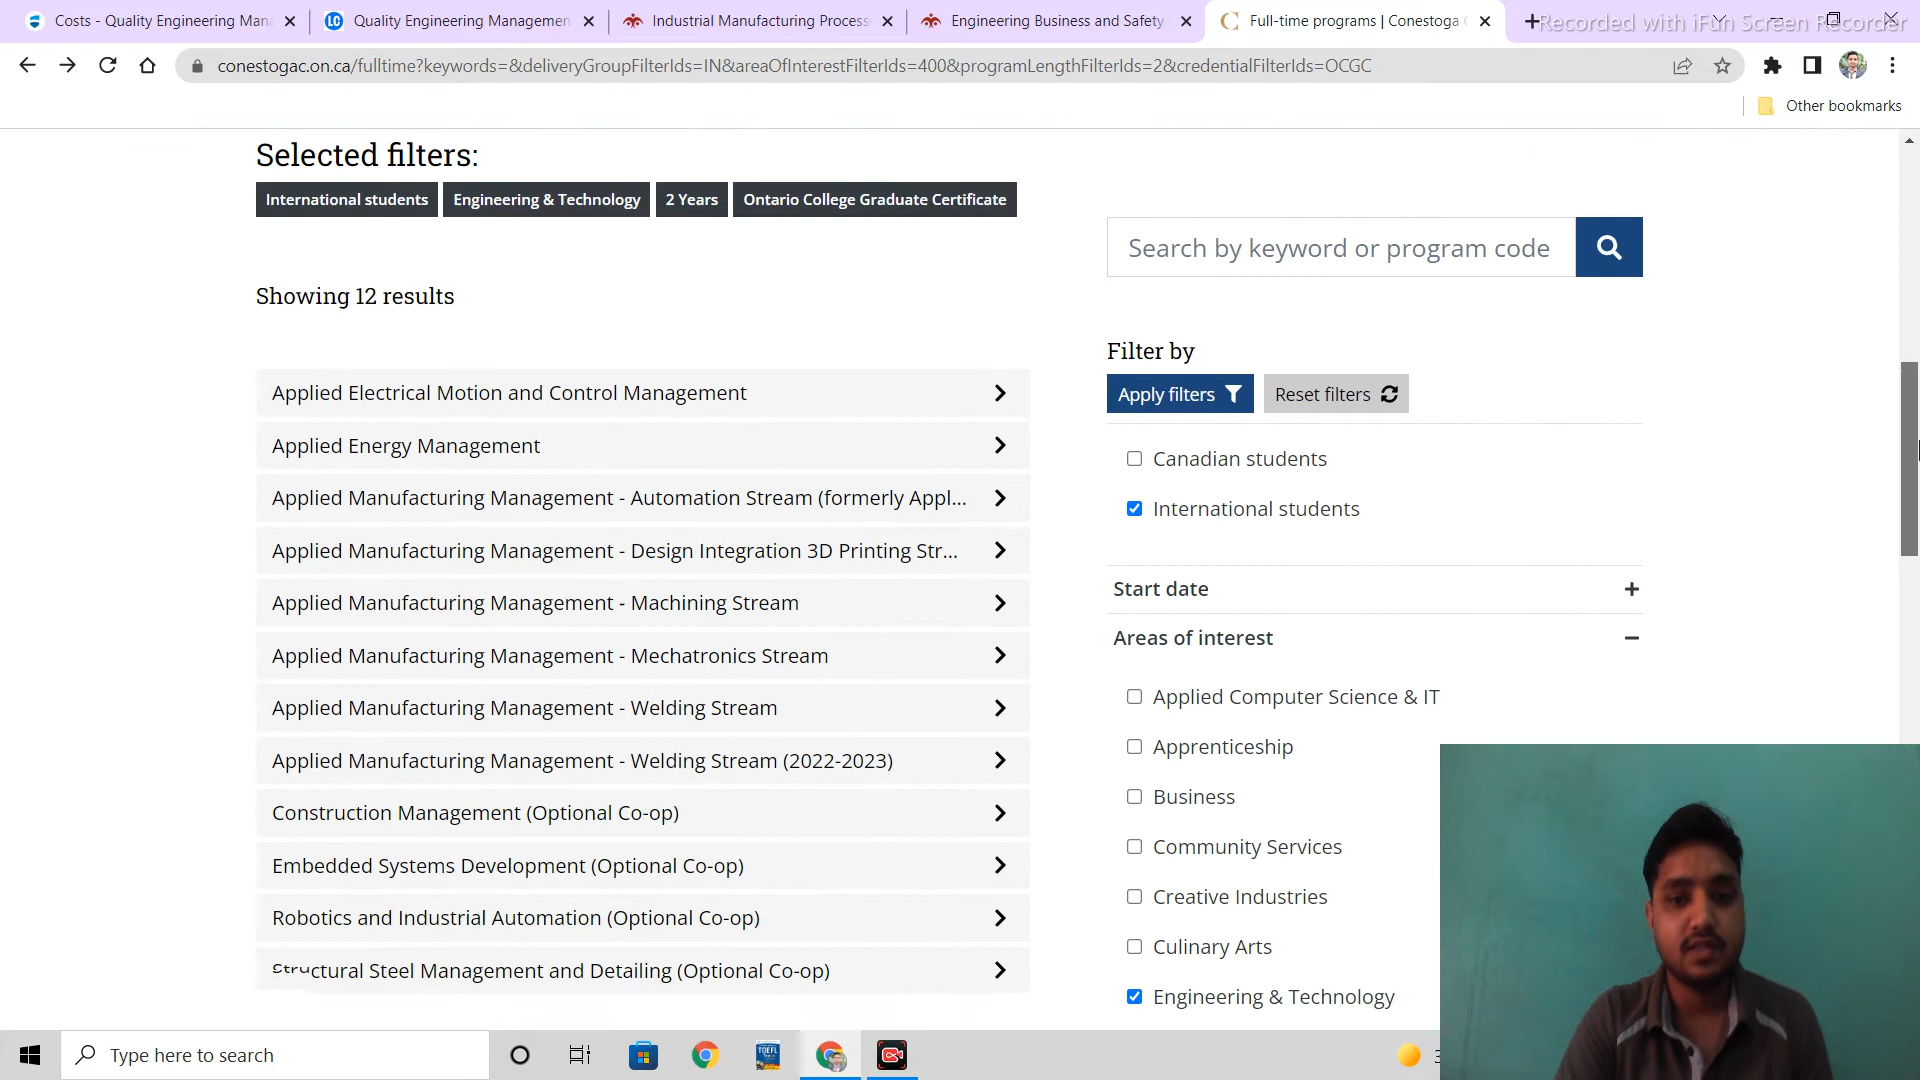 Costs - Quality Engineering Mana
Quality Engineering Managemen
Industrial Manufacturing Process
Engineering Business and Safety
Full-time programs | Conestoga C
Recorded with iFun Screen Recorder
conestogac.on.ca/fulltime?keywords=&deliveryGroupFilterIds=IN&areaOfInterestFilterIds=400&programLengthFilterIds=2&credentialFilterIds=OCGC
Other bookmarks
Selected filters:
International students
Engineering & Technology
2 Years
Ontario College Graduate Certificate
Search by keyword or program code
Showing 12 results
Filter by
Apply filters
Reset filters
Applied Electrical Motion and Control Management
Applied Energy Management
Applied Manufacturing Management - Automation Stream (formerly Appl...
Applied Manufacturing Management - Design Integration 3D Printing Str...
Applied Manufacturing Management - Machining Stream
Applied Manufacturing Management - Mechatronics Stream
Applied Manufacturing Management - Welding Stream
Applied Manufacturing Management - Welding Stream (2022-2023)
Construction Management (Optional Co-op)
Embedded Systems Development (Optional Co-op)
Robotics and Industrial Automation (Optional Co-op)
Structural Steel Management and Detailing (Optional Co-op)
Canadian students
International students
Start date
Areas of interest
Applied Computer Science & IT
Apprenticeship
Business
Community Services
Creative Industries
Culinary Arts
Engineering & Technology
Type here to search
TOEFL
3